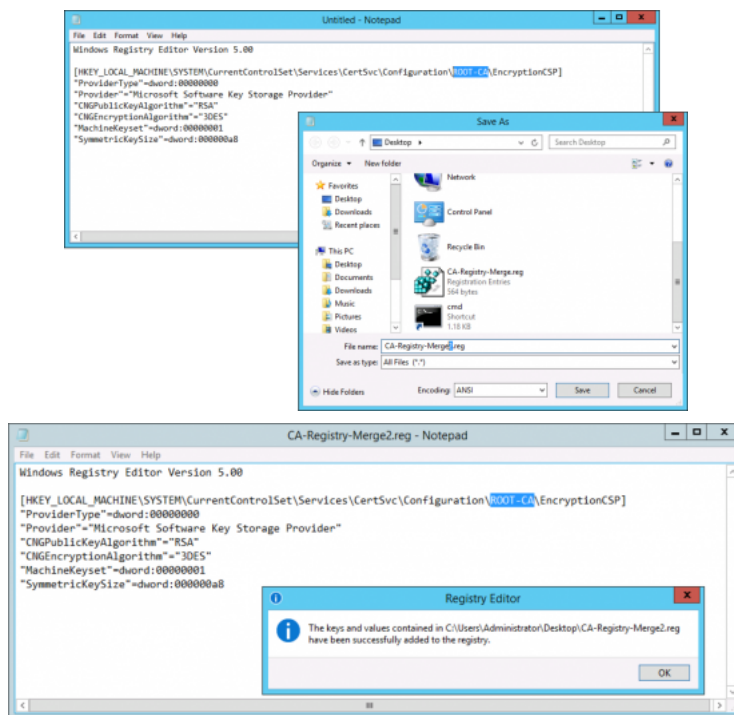 Untitled - Notepad
File Edit Format View Help
Windows Registry Editor Version 5.00
[HKEY_LOCAL_MACHINE\SYSTEM\CurrentControlSet\Services\CertSvc\Configuration\ROOT-CA\EncryptionCSP]
"ProviderType"=dword:00000000
"Provider"="Microsoft Software Key Storage Provider"
"CNGPublicKeyAlgorithm"="RSA"
"CNGEncryptionAlgorithm"="3DES"
"MachineKeyset"=dword:00000001
"SymmetricKeySize"=dword:000000a8
Save As
Desktop
Search Desktop
Organize New folder
Favorites
Desktop
Downloads
Recent places
This PC
Desktop
Documents
Downloads
Music
Pictures
Videos
Network
Control Panel
Recycle Bin
CA-Registry-Merge.reg
Registration Entries
564 bytes
cmd
Shortcut
1.18 KB
File name: CA-Registry-Merge2.reg
Save as type: All Files (*.*)
Hide Folders Encoding: ANSI Save Cancel
CA-Registry-Merge2.reg - Notepad
File Edit Format View Help
Windows Registry Editor Version 5.00
[HKEY_LOCAL_MACHINE\SYSTEM\CurrentControlSet\Services\CertSvc\Configuration\ROOT-CA\EncryptionCSP]
"ProviderType"=dword:00000000
"Provider"="Microsoft Software Key Storage Provider"
"CNGPublicKeyAlgorithm"="RSA"
"CNGEncryptionAlgorithm"="3DES"
"MachineKeyset"=dword:00000001
"SymmetricKeySize"=dword:000000a8
Registry Editor
The keys and values contained in C:\Users\Administrator\Desktop\CA-Registry-Merge2.reg
have been successfully added to the registry.
OK